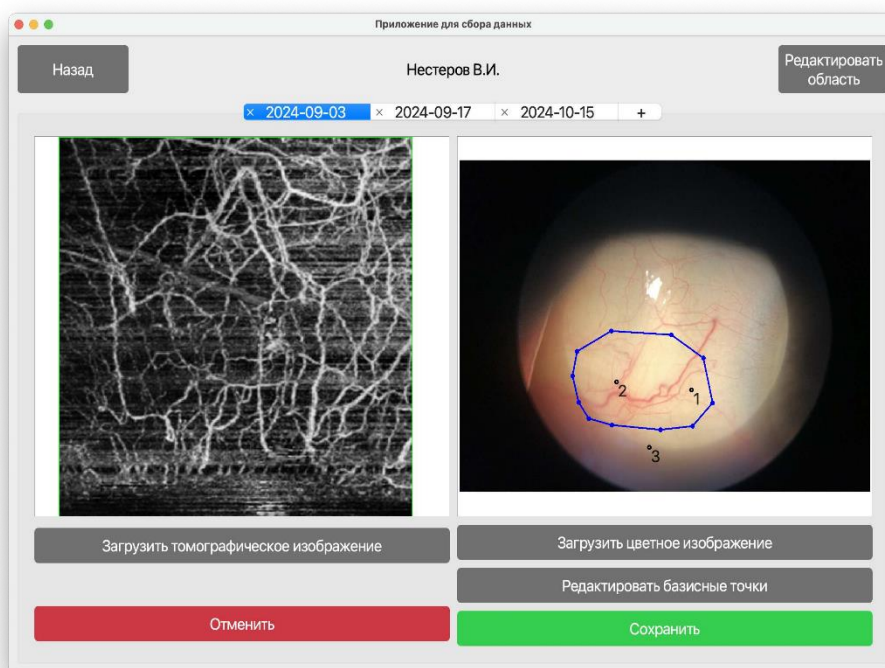 Приложение для сбора данных
Назад
Нестеров В.И.
Редактировать
область
× 2024-09-03 × 2024-09-17 × 2024-10-15 +
2
1
3
Загрузить томографическое изображение
Загрузить цветное изображение
Редактировать базисные точки
Отменить
Сохранить